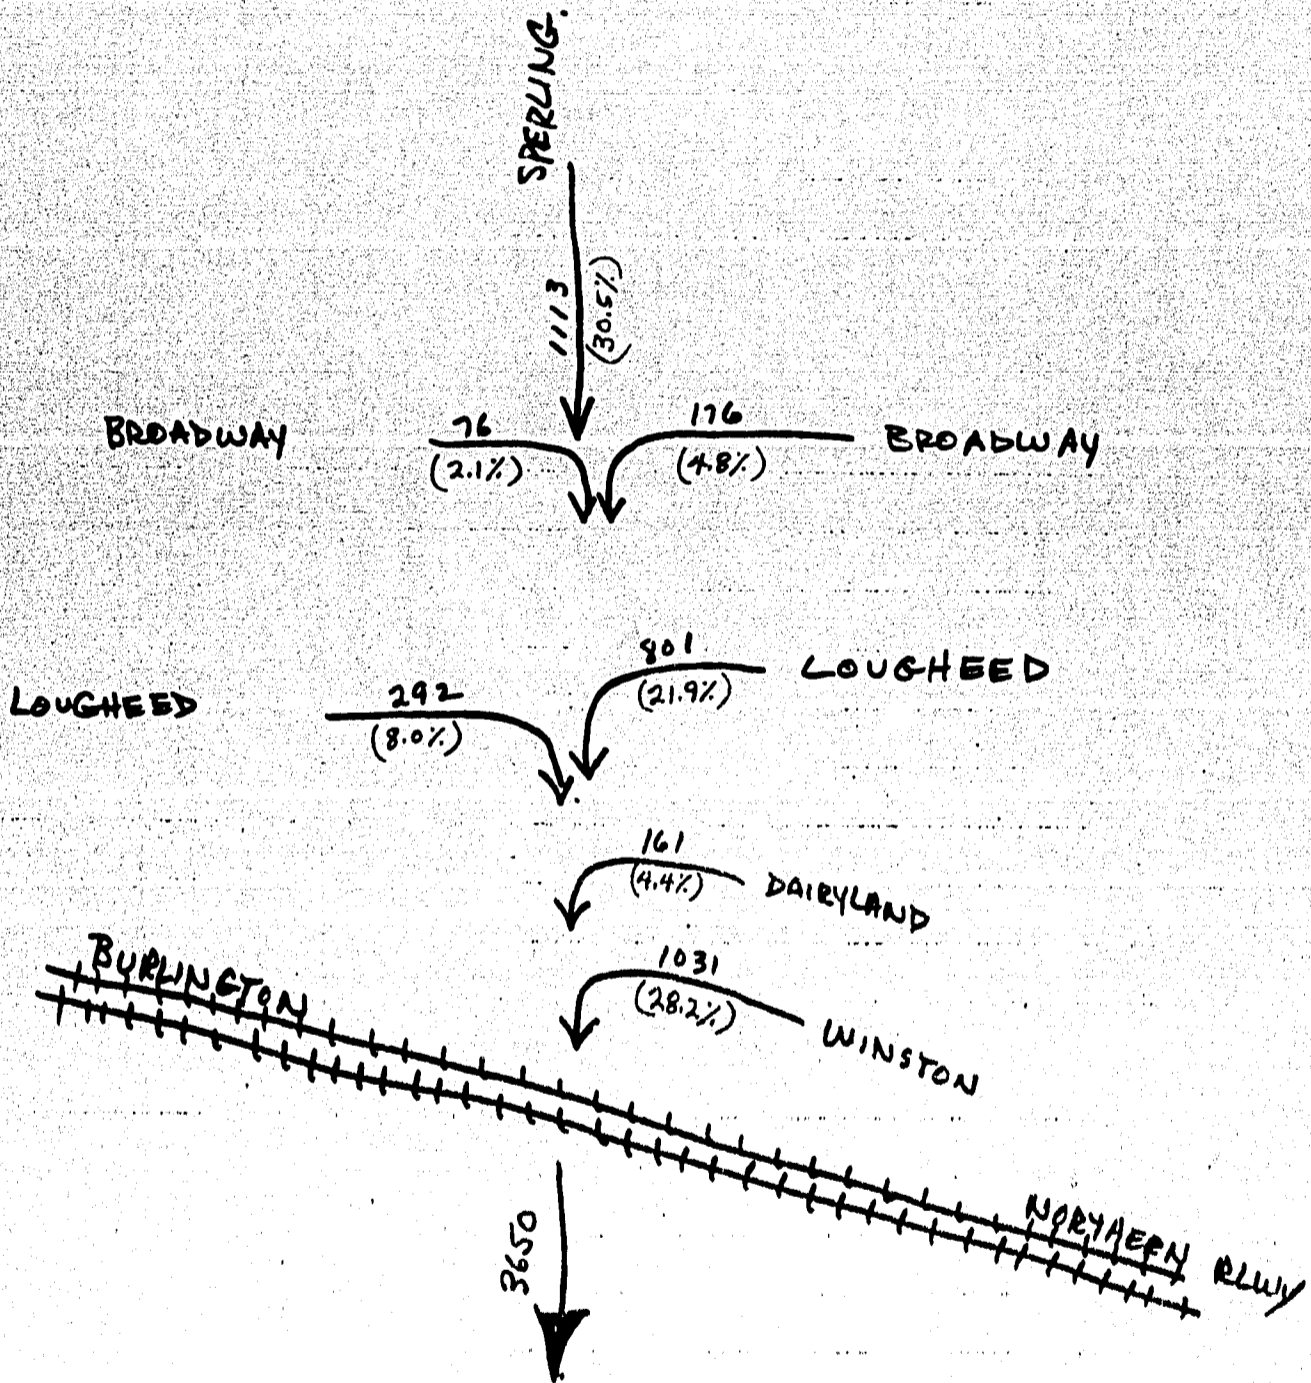 SPERLING.
1113
(30.5%)
BROADWAY
76
(2.1%)
176
(4.8%)
BROADWAY
801
(21.9%)
LOUGHEED
LOUGHEED
292
(8.0%)
161
(4.4%)
DAIRYLAND
1031
(28.2%)
WINSTON
BURLINGTON
NORTHERN RLWY
3650